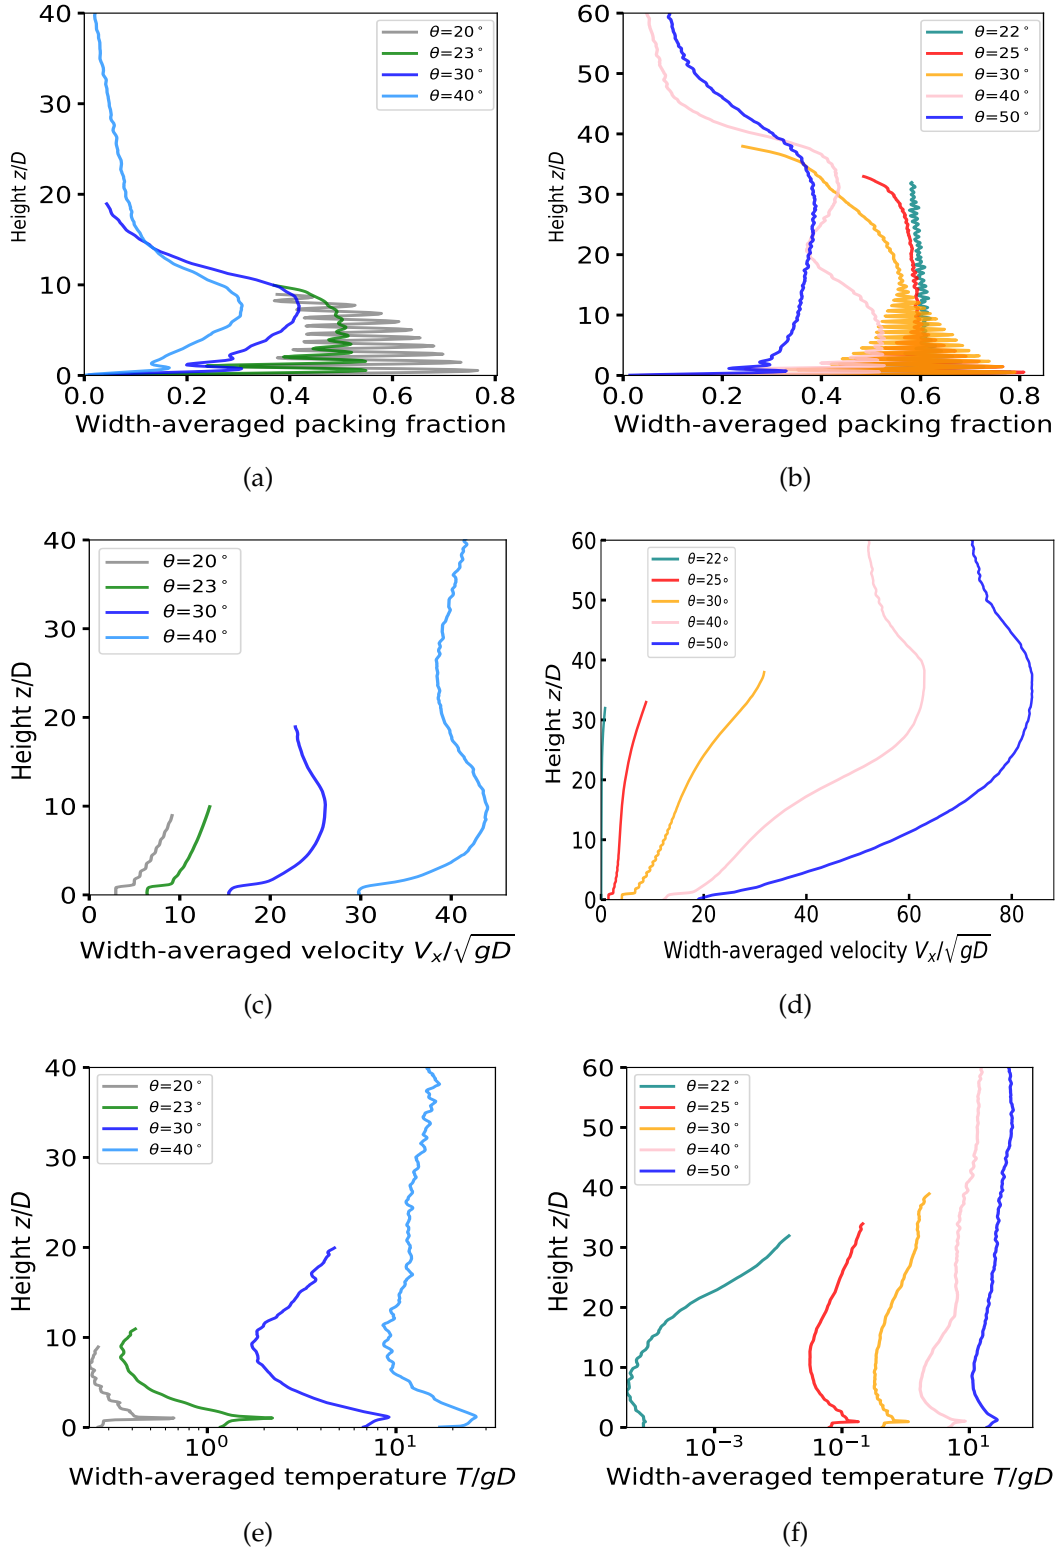 40
30
20
10
0
Height z/D
θ=20°
θ=23°
θ=30°
θ=40°
0.0 0.2 0.4 0.6 0.8
Width-averaged packing fraction
(a)
60
50
40
30
20
10
0
Height z/D
θ=22°
θ=25°
θ=30°
θ=40°
θ=50°
0.0 0.2 0.4 0.6 0.8
Width-averaged packing fraction
(b)
40
30
20
10
0
Height z/D
θ=20°
θ=23°
θ=30°
θ=40°
0 10 20 30 40
Width-averaged velocity $V_x/\sqrt{gD}$
(c)
60
50
40
30
20
10
0
Height z/D
θ=22°
θ=25°
θ=30°
θ=40°
θ=50°
0 20 40 60 80
Width-averaged velocity $V_x/\sqrt{gD}$
(d)
40
30
20
10
0
Height z/D
θ=20°
θ=23°
θ=30°
θ=40°
10⁰ 10¹
Width-averaged temperature T/gD
(e)
60
50
40
30
20
10
0
Height z/D
θ=22°
θ=25°
θ=30°
θ=40°
θ=50°
10⁻³ 10⁻¹ 10¹
Width-averaged temperature T/gD
(f)